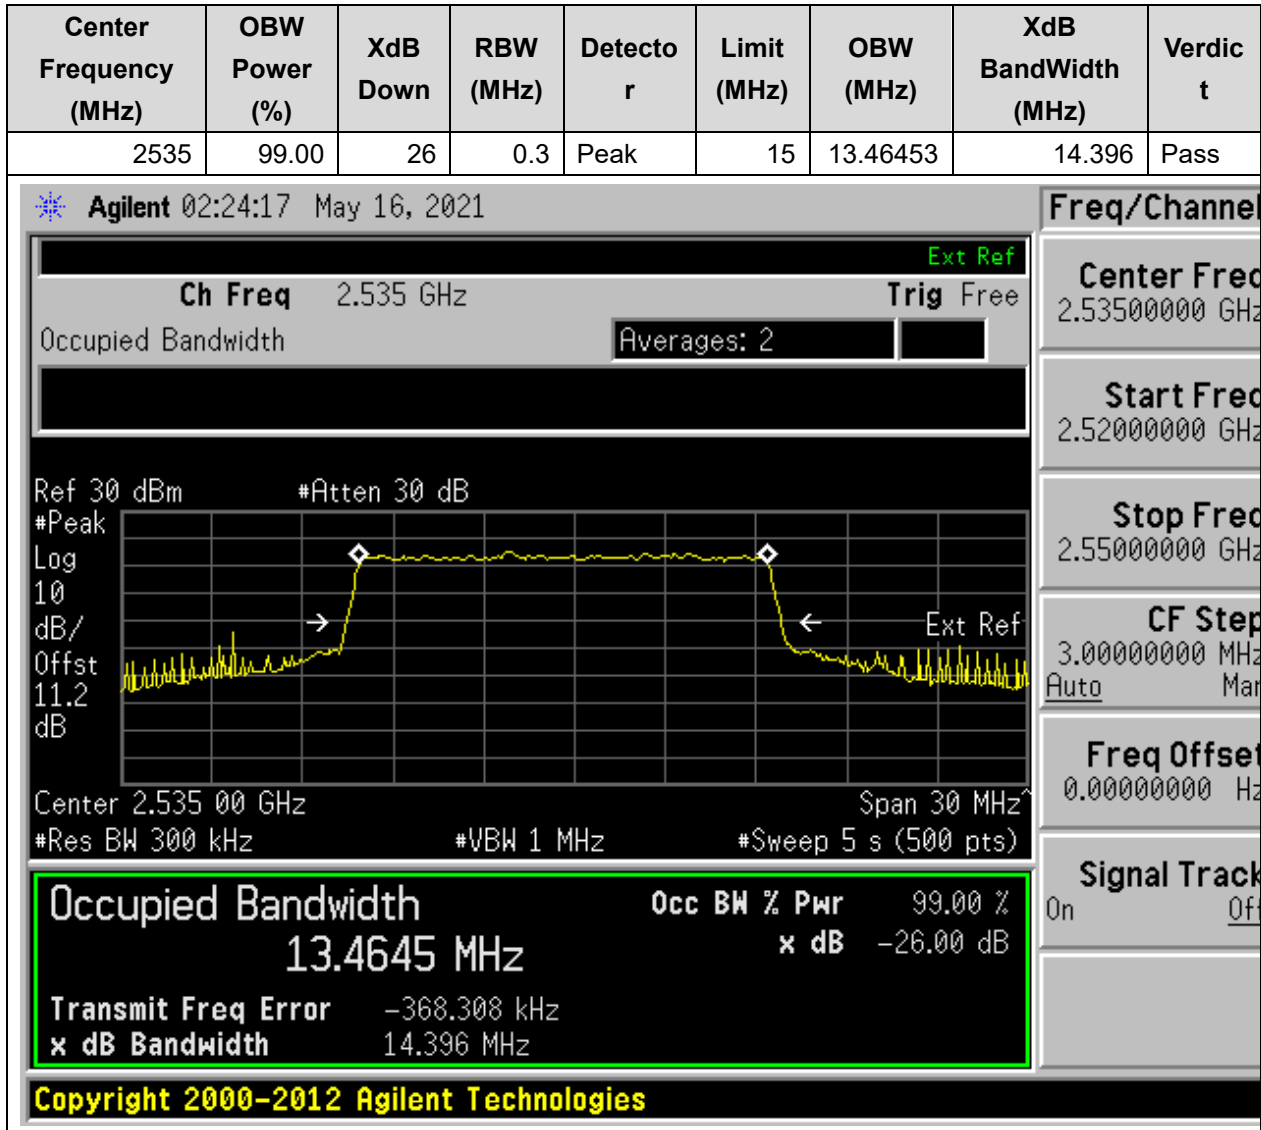 Center Frequency (MHz) OBW Power (%) XdB Down RBW (MHz) Detecto r Limit (MHz) OBW (MHz) XdB BandWidth (MHz) Verdic t
2535 99.00 26 0.3 Peak 15 13.46453 14.396 Pass
Agilent 02:24:17 May 16, 2021
Ext Ref
Ch Freq 2.535 GHz Trig Free
Occupied Bandwidth Averages: 2
Ref 30 dBm #Atten 30 dB
#Peak
Log
10
dB/
Offst
11.2
dB
Ext Ref
Center 2.535 00 GHz Span 30 MHz^
#Res BW 300 kHz #VBW 1 MHz #Sweep 5 s (500 pts)
Occupied Bandwidth
13.4645 MHz
Occ BW % Pwr 99.00 %
x dB -26.00 dB
Transmit Freq Error -368.308 kHz
x dB Bandwidth 14.396 MHz
Copyright 2000-2012 Agilent Technologies
Freq/Channel
Center Freq
2.53500000 GHz
Start Freq
2.52000000 GHz
Stop Freq
2.55000000 GHz
CF Step
3.00000000 MHz
Auto Man
Freq Offset
0.00000000 Hz
Signal Track
On Off